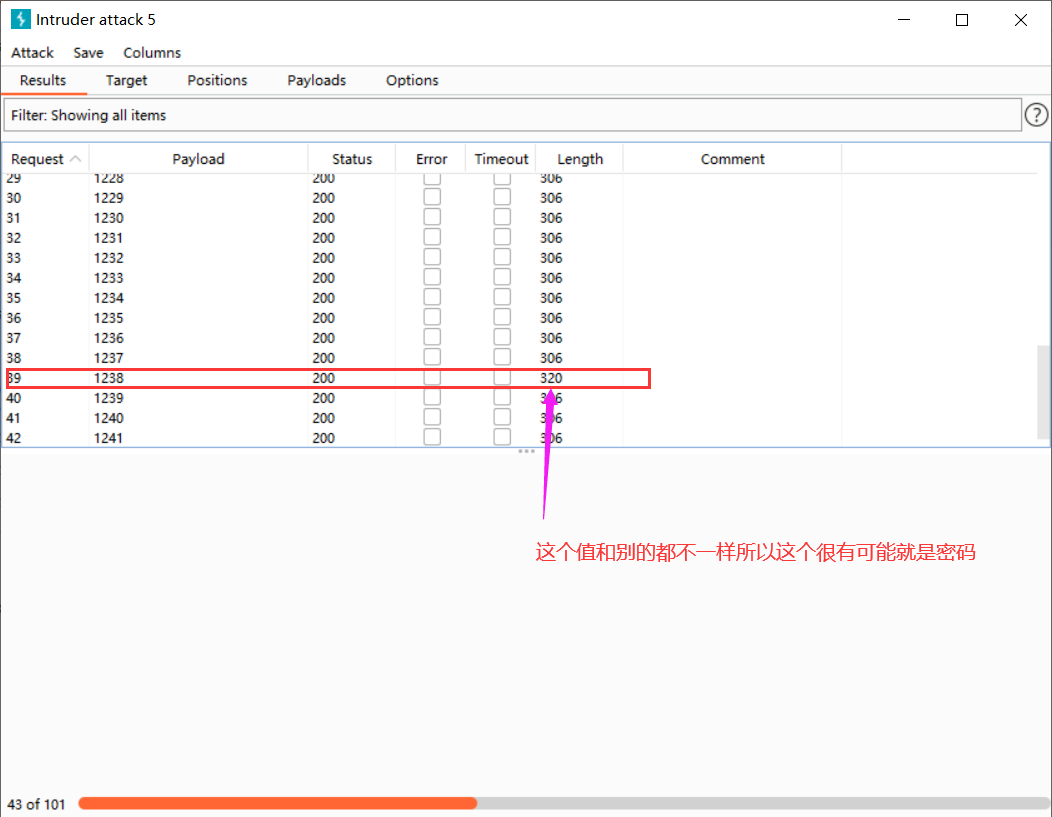 Intruder attack 5
Attack Save Columns
Results Target Positions Payloads Options
Filter: Showing all items
?
Request Payload Status Error Timeout Length Comment
29 1228 200 306
30 1229 200 306
31 1230 200 306
32 1231 200 306
33 1232 200 306
34 1233 200 306
35 1234 200 306
36 1235 200 306
37 1236 200 306
38 1237 200 306
39 1238 200 320
40 1239 200 306
41 1240 200 306
42 1241 200 306
这个值和别的都不一样所以这个很有可能就是密码
43 of 101